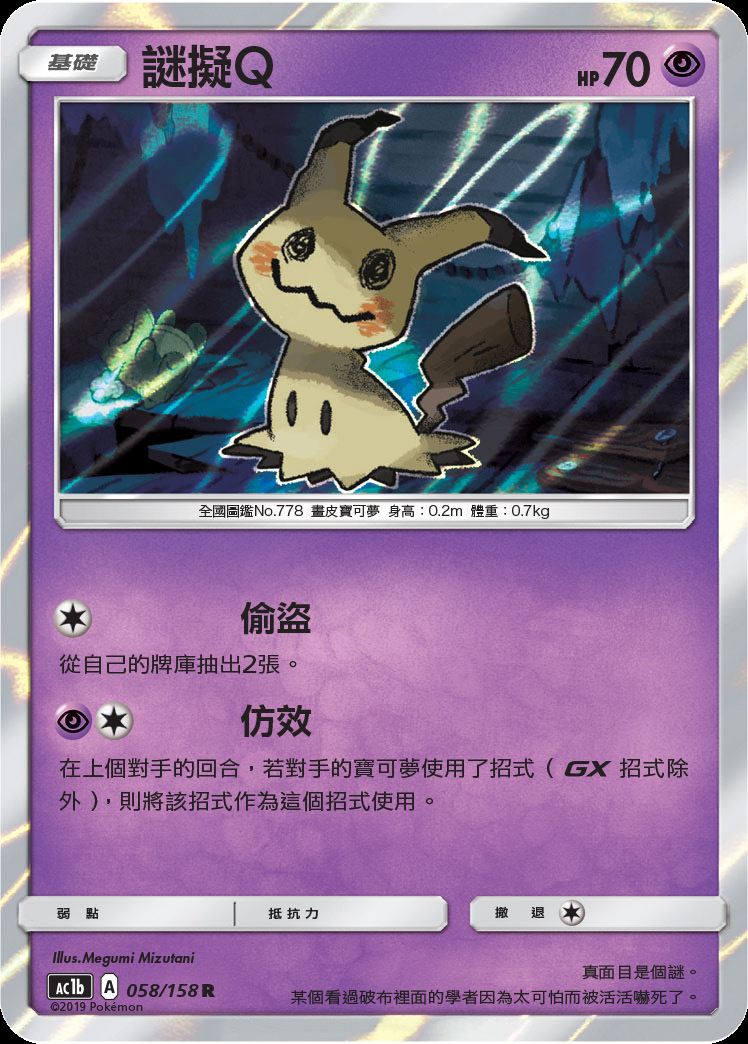 基礎 謎擬Q HP70
全國圖鑑No.778 畫皮寶可夢 身高：0.2m 體重：0.7kg
偷盜
從自己的牌庫抽出2張。
仿效
在上個對手的回合，若對手的寶可夢使用了招式（GX 招式除
外），則將該招式作為這個招式使用。
弱點 抵抗力 撤退
Illus.Megumi Mizutani
AC1b A 058/158 R
©2019 Pokémon
真面目是個謎。
某個看過破布裡面的學者因為太可怕而被活活嚇死了。